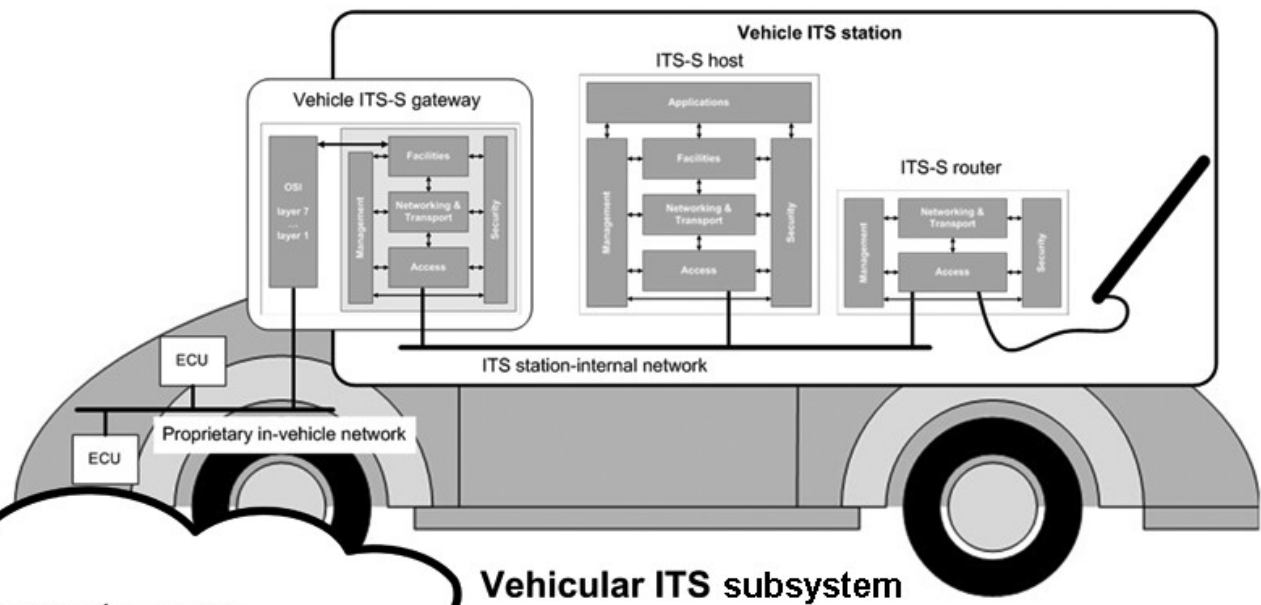 Vehicle ITS station
ITS-S host
Vehicle ITS-S gateway
Applications
OSI
layer 7
...
layer 1
Facilities
Networking &
Transport
Access
Management
Security
Facilities
Networking &
Transport
Access
Management
Security
ITS-S router
Networking &
Transport
Access
Management
Security
ITS station-internal network
ECU
Proprietary in-vehicle network
ECU
Vehicular ITS subsystem